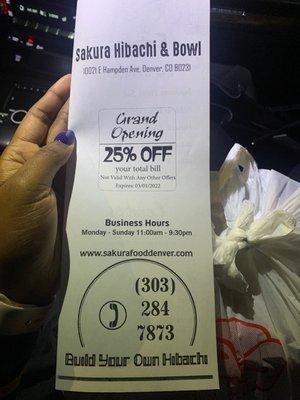 Sakura Hibachi & Bowl
10021 E Hampden Ave, Denver, CO 80231
Grand
Opening
25% OFF
your total bill
Not Valid With Any Other Offers
Expires: 03/01/2022
Business Hours
Monday - Sunday 11:00am - 9:30pm
www.sakurafooddenver.com
(303)
284
7873
Build Your Own Hibachi